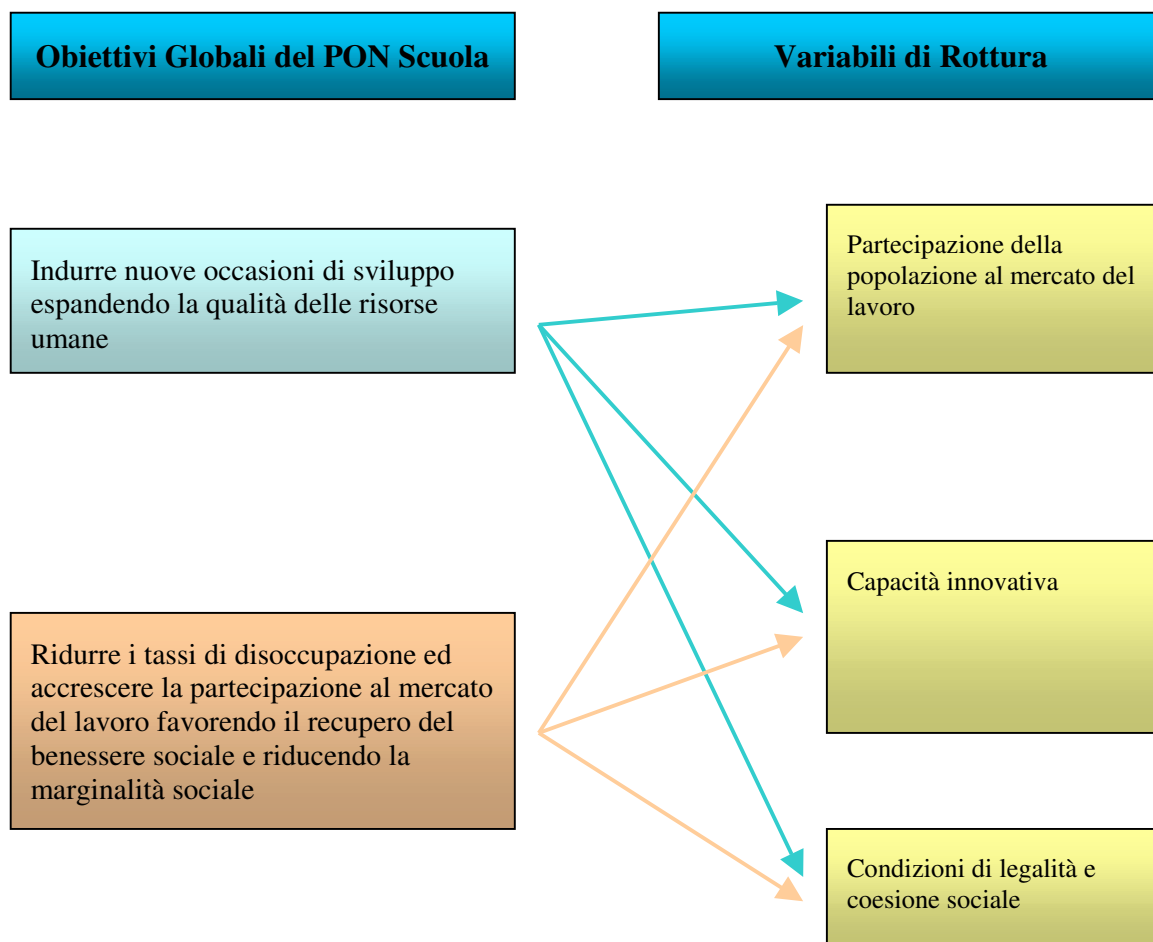 Obiettivi Globali del PON Scuola
Variabili di Rottura
Indurre nuove occasioni di sviluppo
espandendo la qualità delle risorse
umane
Partecipazione della
popolazione al mercato del
lavoro
Capacità innovativa
Ridurre i tassi di disoccupazione ed
accrescere la partecipazione al mercato
del lavoro favorendo il recupero del
benessere sociale e riducendo la
marginalità sociale
Condizioni di legalità e
coesione sociale